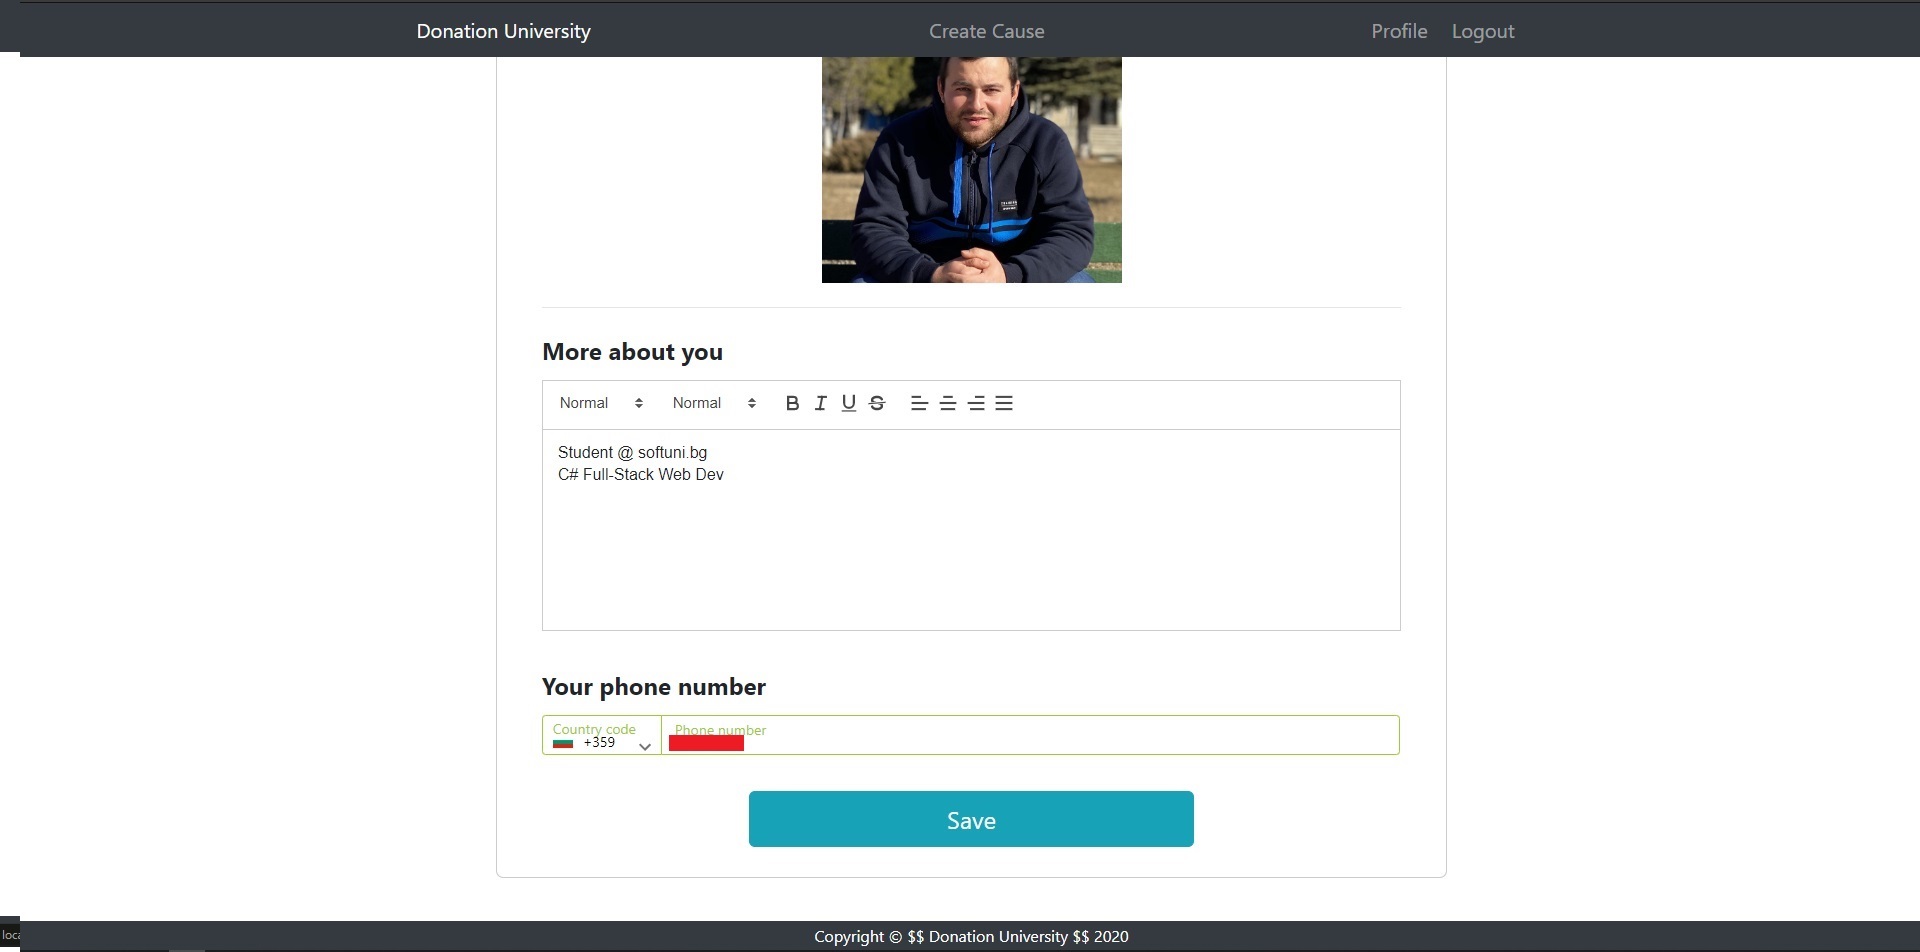 Donation University Create Cause Profile Logout
More about you
Normal Normal B I U S
Student @ softuni.bg
C# Full-Stack Web Dev
Your phone number
Country code Phone number
+359
Save
Copyright © $$ Donation University $$ 2020